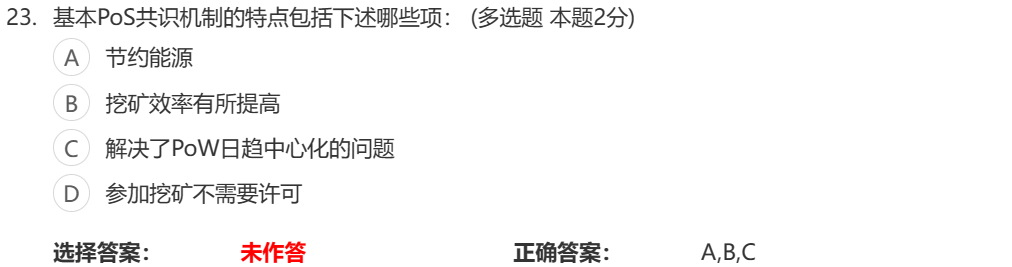 23. 基本PoS共识机制的特点包括下述哪些项： (多选题 本题2分)
A 节约能源
B 挖矿效率有所提高
C 解决了PoW日趋中心化的问题
D 参加挖矿不需要许可
选择答案： 未作答 正确答案： A,B,C